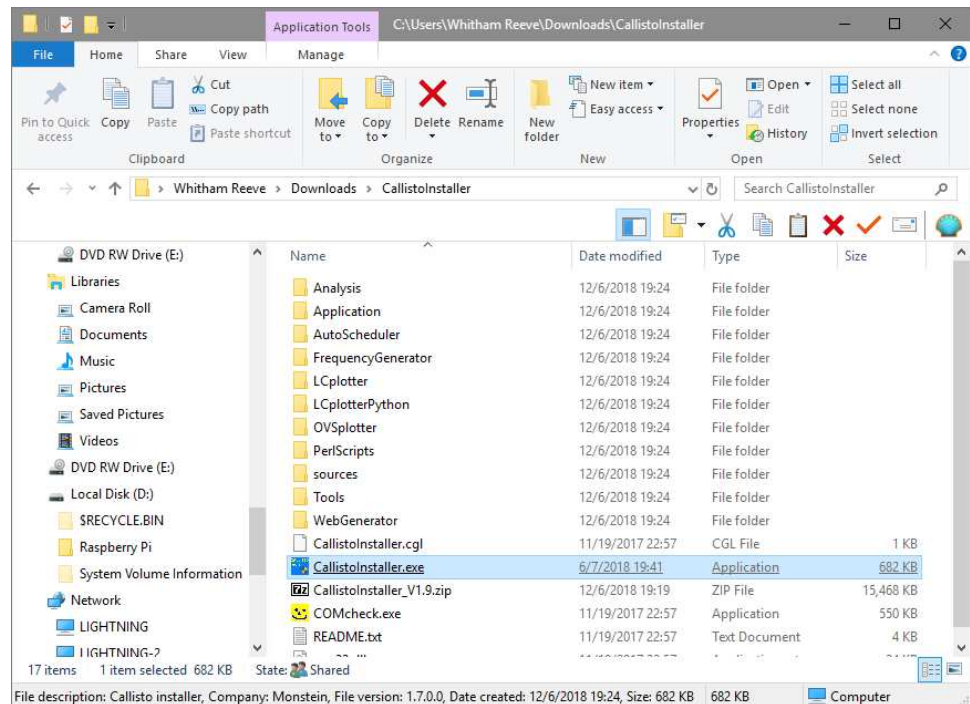 Application Tools C:\Users\Whitham Reeve\Downloads\CallistoInstaller
File Home Share View Manage
Pin to Quick access Copy Paste Cut Copy path Paste shortcut
Move to Copy to Delete Rename New folder New item Easy access
Properties Open Edit History Select all Select none Invert selection
Clipboard Organize New Open Select
Whitham Reeve > Downloads > CallistoInstaller Search CallistoInstaller
DVD RW Drive (E:) Name Date modified Type Size
Libraries Analysis 12/6/2018 19:24 File folder
Camera Roll Application 12/6/2018 19:24 File folder
Documents AutoScheduler 12/6/2018 19:24 File folder
Music FrequencyGenerator 12/6/2018 19:24 File folder
Pictures LCplotter 12/6/2018 19:24 File folder
Saved Pictures LCplotterPython 12/6/2018 19:24 File folder
Videos OVSplotter 12/6/2018 19:24 File folder
DVD RW Drive (E:) PerlScripts 12/6/2018 19:24 File folder
Local Disk (D:) sources 12/6/2018 19:24 File folder
$RECYCLE.BIN Tools 12/6/2018 19:24 File folder
Raspberry Pi WebGenerator 12/6/2018 19:24 File folder
System Volume Information CallistoInstaller.cgl 11/19/2017 22:57 CGL File 1 KB
CallistoInstaller.exe 6/7/2018 19:41 Application 682 KB
Network CallistoInstaller_V1.9.zip 12/6/2018 19:19 ZIP File 15,468 KB
LIGHTNING COMcheck.exe 11/19/2017 22:57 Application 550 KB
LIGHTNING-2 README.txt 11/19/2017 22:57 Text Document 4 KB
17 items 1 item selected 682 KB State: Shared
File description: Callisto installer, Company: Monstein, File version: 1.7.0.0, Date created: 12/6/2018 19:24, Size: 682 KB 682 KB Computer